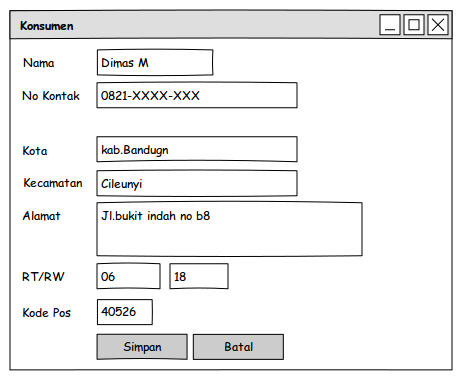 Konsumen
Nama Dimas M
No Kontak 0821-XXXX-XXX
Kota kab.Bandugn
Kecamatan Cileunyi
Alamat Jl.bukit indah no b8
RT/RW 06 18
Kode Pos 40526
Simpan Batal